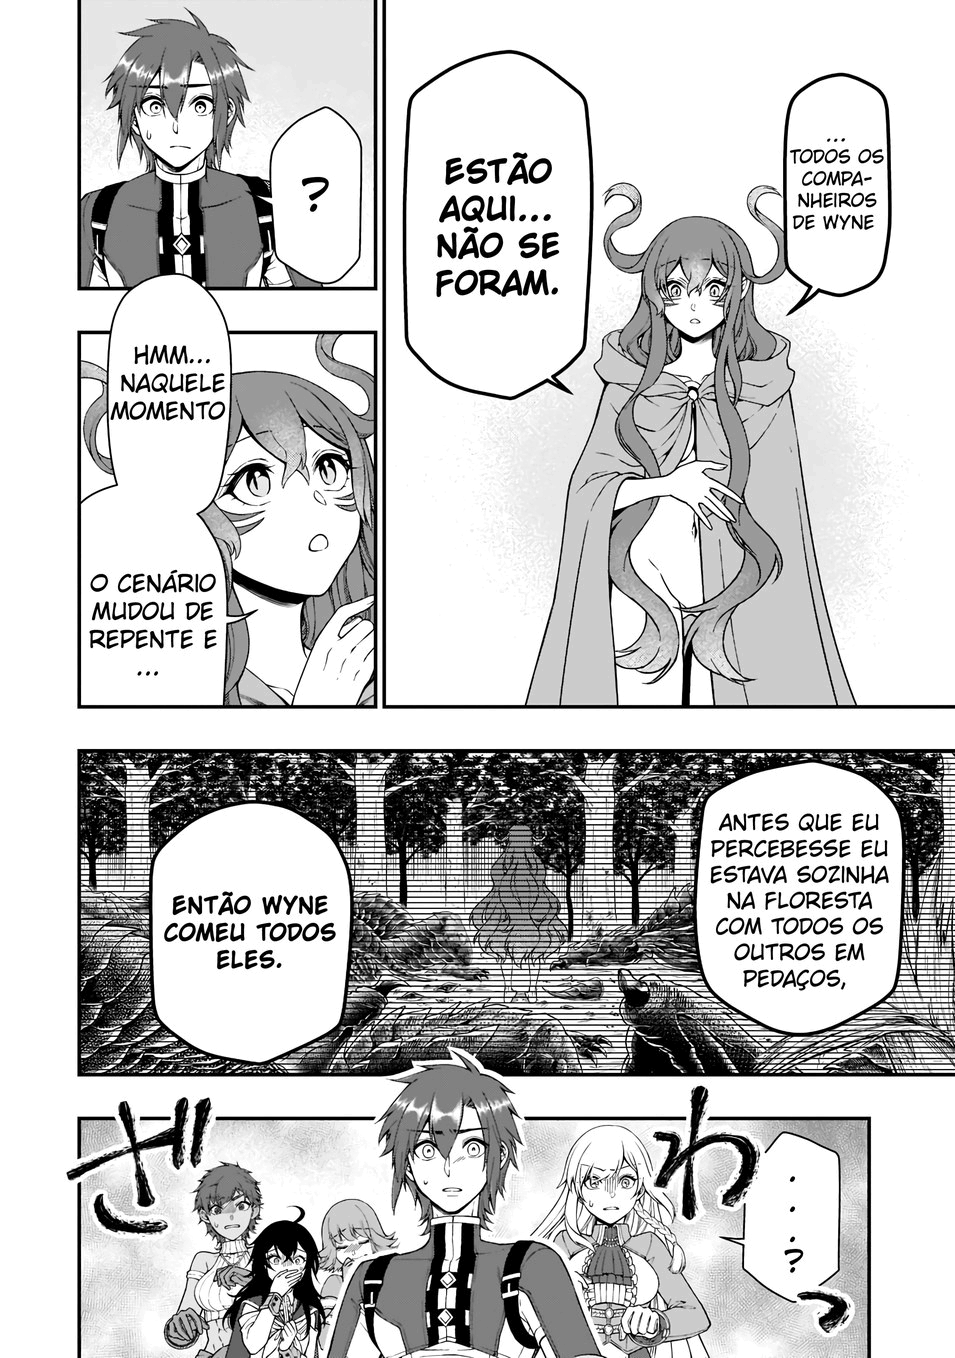 ...
TODOS OS
COMPA-
NHEIROS
DE WYNE
ESTÃO
AQUI...
NÃO SE
FORAM.
?
HMM...
NAQUELE
MOMENTO
O CENÁRIO
MUDOU DE
REPENTE E
...
ANTES QUE EU
PERCEBESSE EU
ESTAVA SOZINHA
NA FLORESTA
COM TODOS OS
OUTROS EM
PEDAÇOS,
ENTÃO WYNE
COMEU TODOS
ELES.
...?
ざわっ